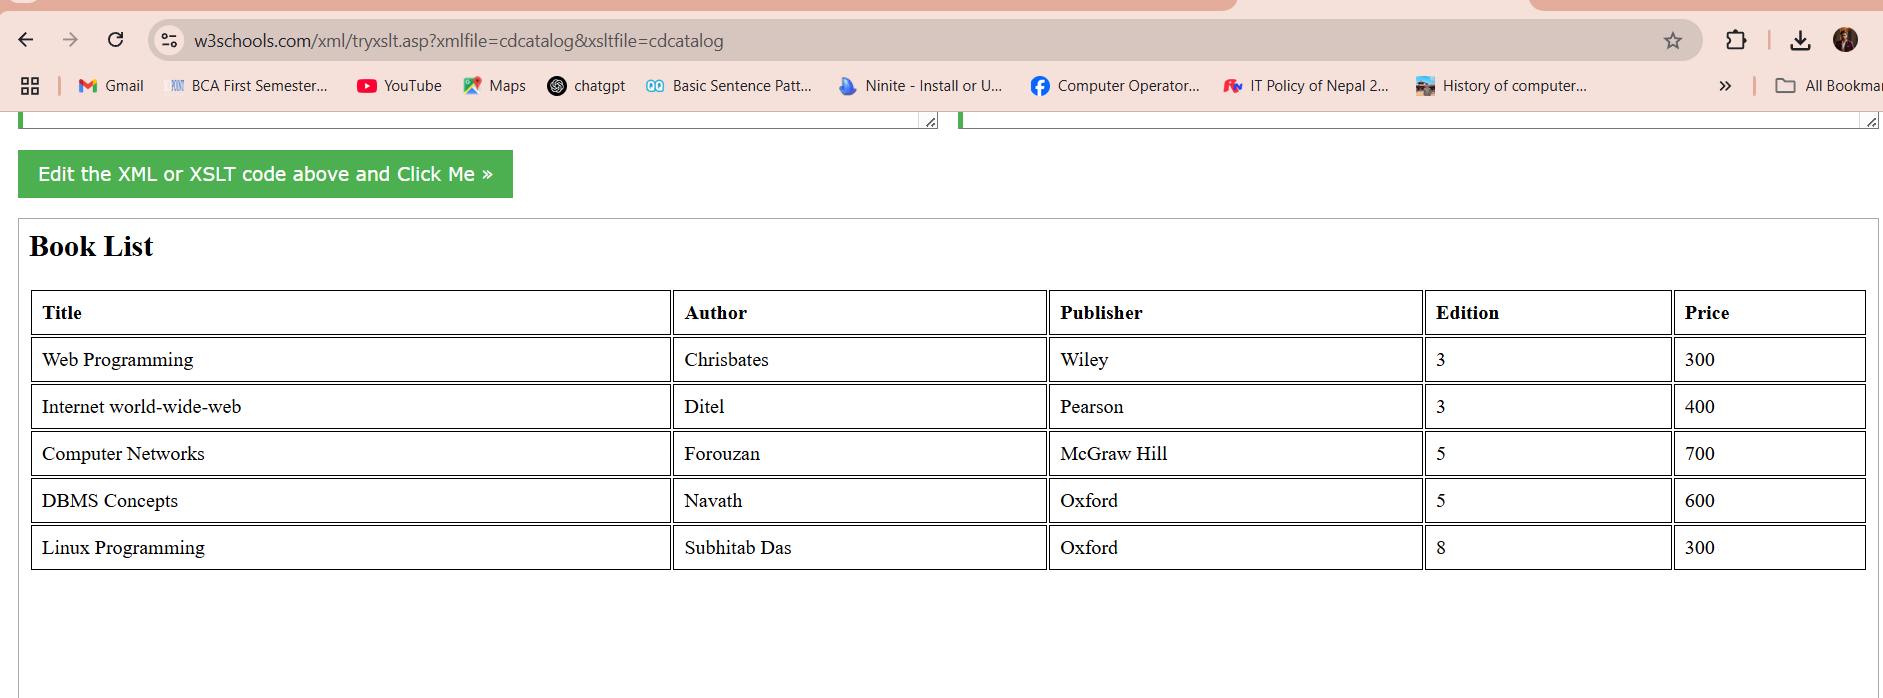 w3schools.com/xml/tryxslt.asp?xmlfile=cdcatalog&xsltfile=cdcatalog
Gmail BCA First Semester... YouTube Maps chatgpt Basic Sentence Patt... Ninite - Install or U... Computer Operator... IT Policy of Nepal 2... History of computer... » All Bookmar
Edit the XML or XSLT code above and Click Me »
Book List
Title Author Publisher Edition Price
Web Programming Chrisbates Wiley 3 300
Internet world-wide-web Ditel Pearson 3 400
Computer Networks Forouzan McGraw Hill 5 700
DBMS Concepts Navath Oxford 5 600
Linux Programming Subhitab Das Oxford 8 300